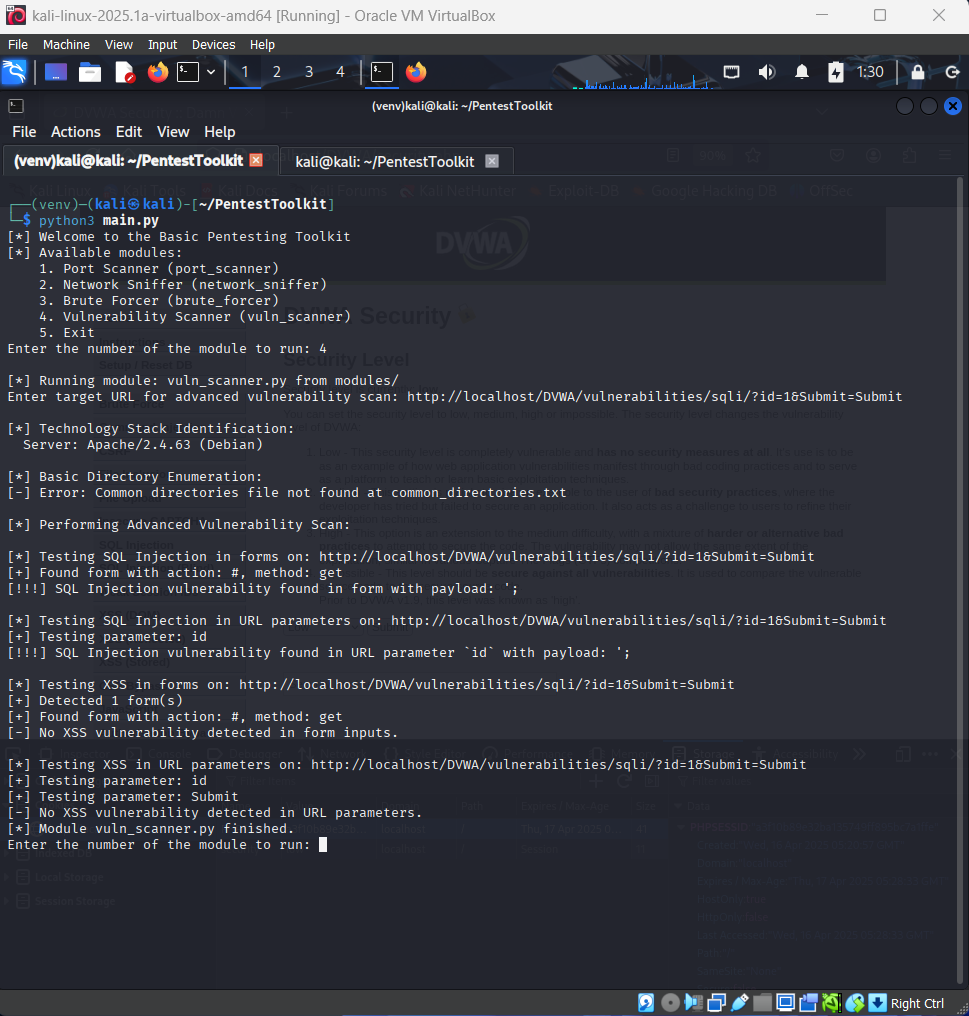 kali-linux-2025.1a-virtualbox-amd64 [Running] - Oracle VM VirtualBox
File Machine View Input Devices Help
1 2 3 4 1:30
(venv)kali@kali: ~/PentestToolkit
File Actions Edit View Help
(venv)kali@kali: ~/PentestToolkit kali@kali: ~/PentestToolkit
┌──(venv)─(kali㉿kali)-[~/PentestToolkit]
└─$ python3 main.py
[*] Welcome to the Basic Pentesting Toolkit
[*] Available modules:
1. Port Scanner (port_scanner)
2. Network Sniffer (network_sniffer)
3. Brute Forcer (brute_forcer)
4. Vulnerability Scanner (vuln_scanner)
5. Exit
Enter the number of the module to run: 4
[*] Running module: vuln_scanner.py from modules/
Enter target URL for advanced vulnerability scan: http://localhost/DVWA/vulnerabilities/sqli/?id=1&Submit=Submit
[*] Technology Stack Identification:
Server: Apache/2.4.63 (Debian)
[*] Basic Directory Enumeration:
[-] Error: Common directories file not found at common_directories.txt
[*] Performing Advanced Vulnerability Scan:
[*] Testing SQL Injection in forms on: http://localhost/DVWA/vulnerabilities/sqli/?id=1&Submit=Submit
[+] Found form with action: #, method: get
[!!!] SQL Injection vulnerability found in form with payload: ';
[*] Testing SQL Injection in URL parameters on: http://localhost/DVWA/vulnerabilities/sqli/?id=1&Submit=Submit
[+] Testing parameter: id
[!!!] SQL Injection vulnerability found in URL parameter `id` with payload: ';
[*] Testing XSS in forms on: http://localhost/DVWA/vulnerabilities/sqli/?id=1&Submit=Submit
[+] Detected 1 form(s)
[+] Found form with action: #, method: get
[-] No XSS vulnerability detected in form inputs.
[*] Testing XSS in URL parameters on: http://localhost/DVWA/vulnerabilities/sqli/?id=1&Submit=Submit
[+] Testing parameter: id
[+] Testing parameter: Submit
[-] No XSS vulnerability detected in URL parameters.
[*] Module vuln_scanner.py finished.
Enter the number of the module to run:
DVWA
DVWA Security
Security Level
Local Storage
Session Storage
Right Ctrl